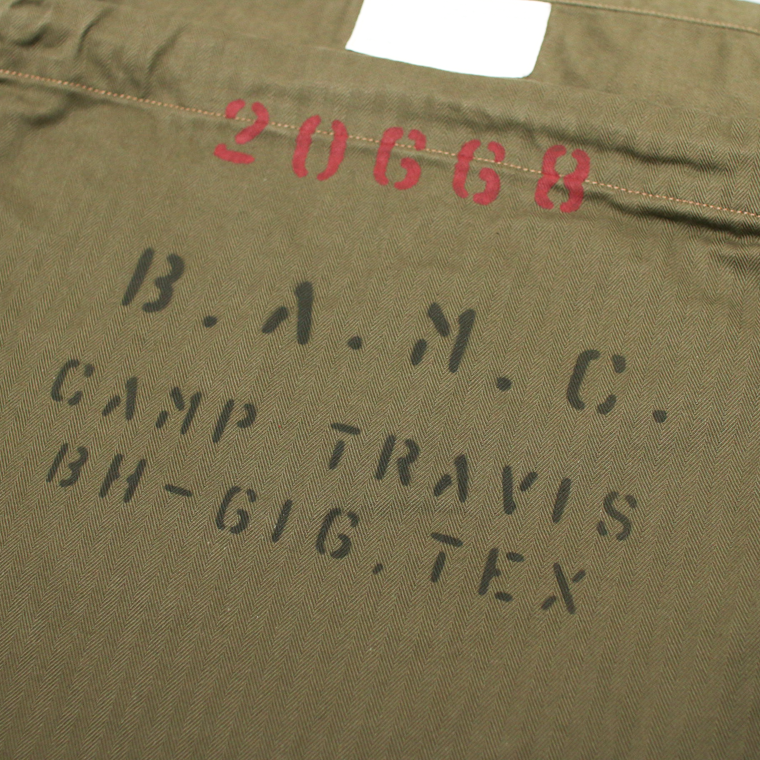 20668
B.A.M.C.
CAMP TRAVIS
BH-616, TEX